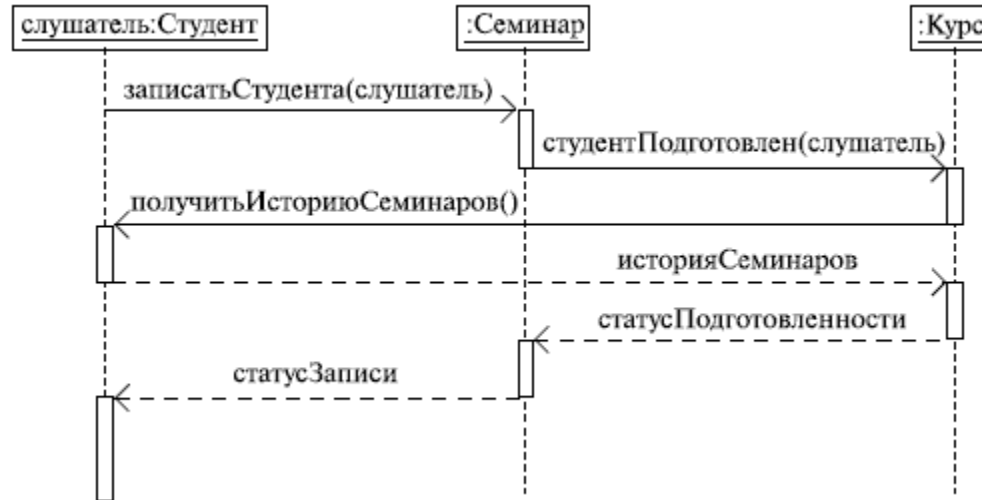 слушатель:Студент
:Семинар
:Курс
записатьСтудента(слушатель)
студентПодготовлен(слушатель)
получитьИсториюСеминаров()
историяСеминаров
статусПодготовленности
статусЗаписи